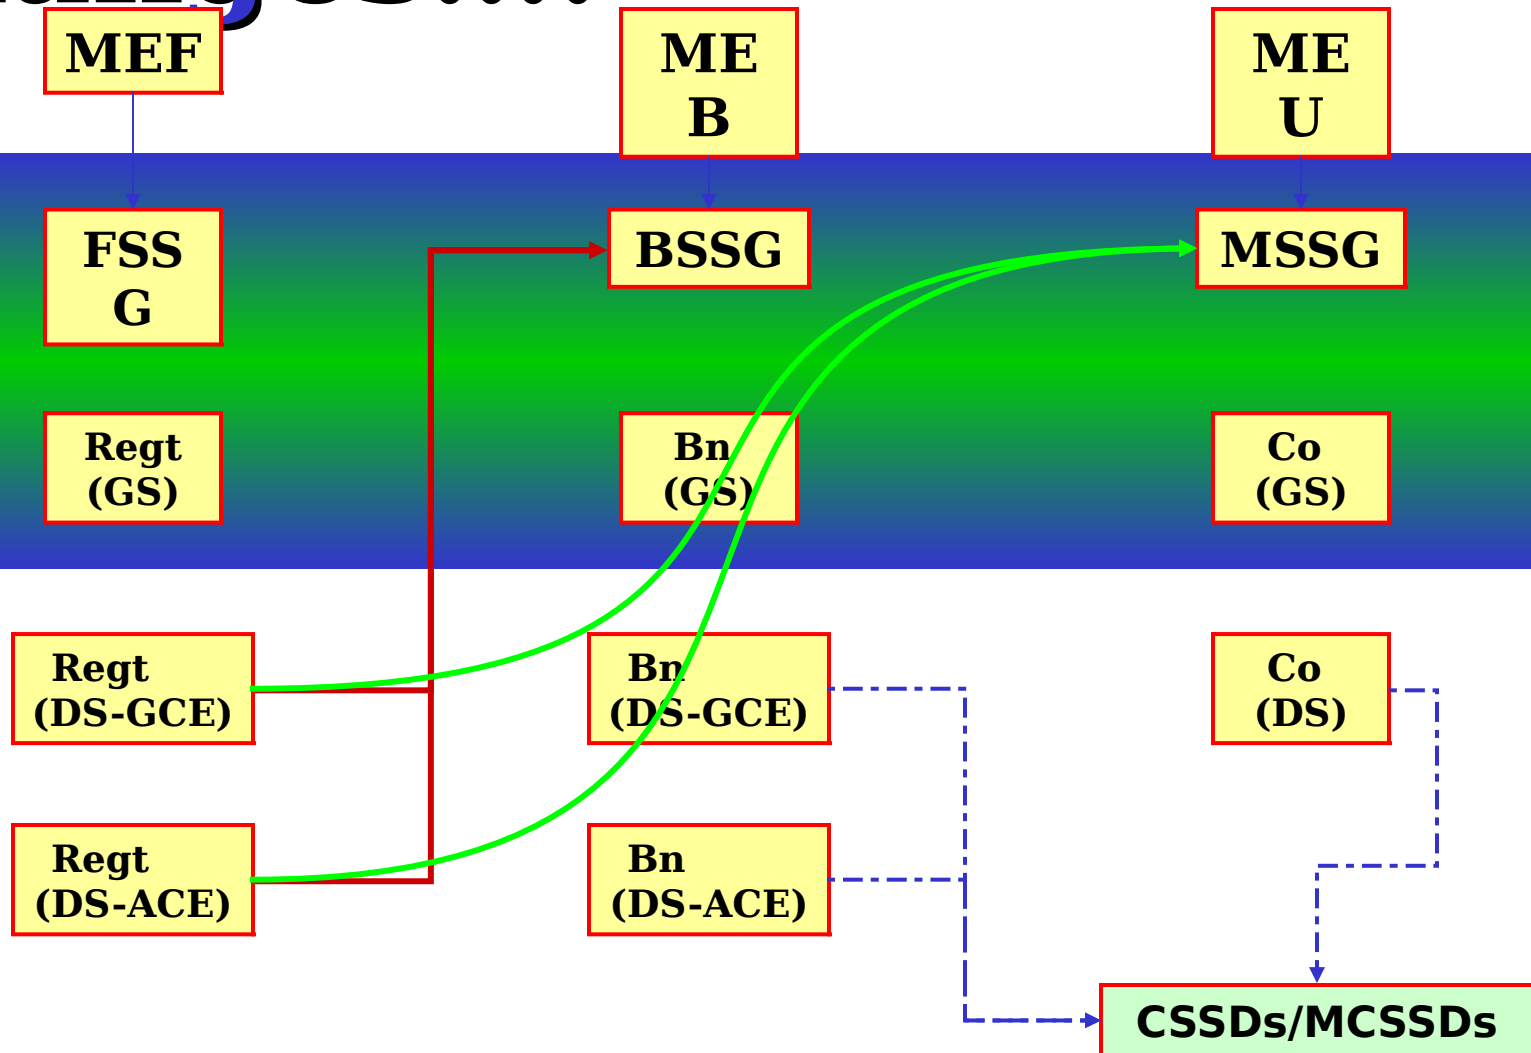 MEF
ME
B
ME
U
FSS
G
BSSG
MSSG
Regt
(GS)
Bn
(GS)
Co
(GS)
Regt
(DS-GCE)
Bn
(DS-GCE)
Co
(DS)
Regt
(DS-ACE)
Bn
(DS-ACE)
CSSDs/MCSSDs